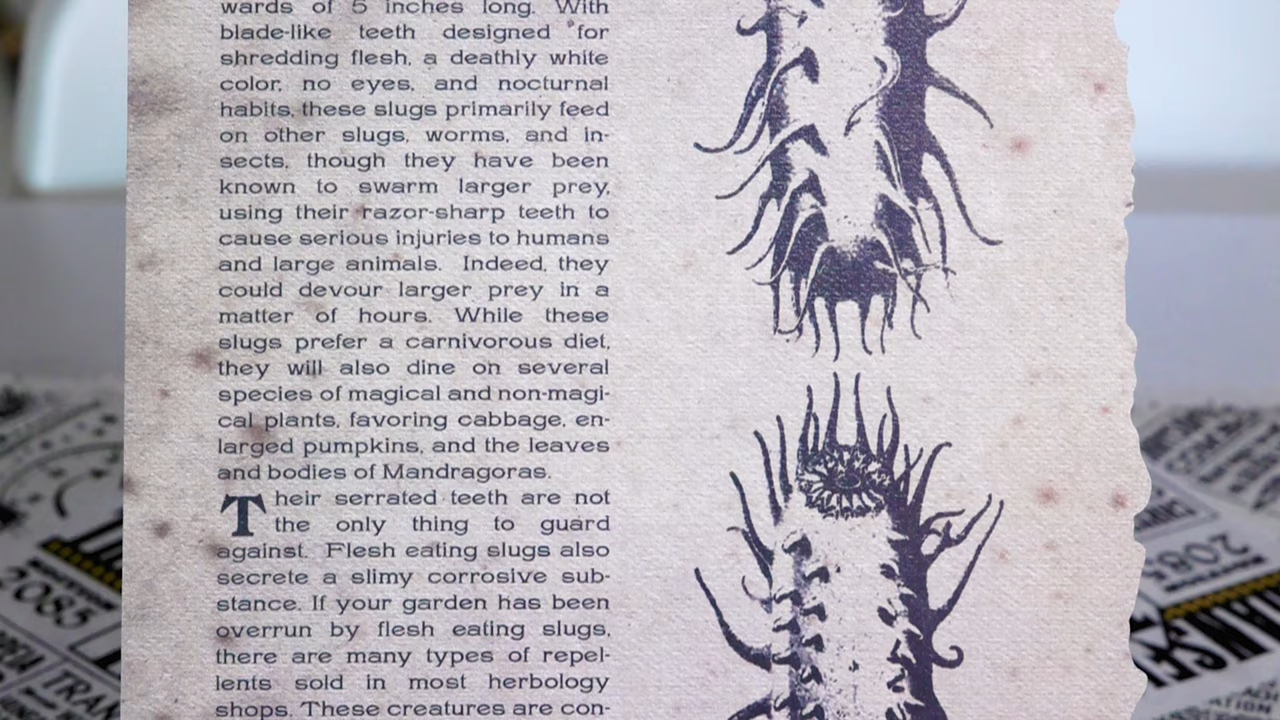 wards of 5 inches long. With
blade-like teeth designed for
shredding flesh, a deathly white
color, no eyes, and nocturnal
habits, these slugs primarily feed
on other slugs, worms, and in-
sects, though they have been
known to swarm larger prey,
using their razor-sharp teeth to
cause serious injuries to humans
and large animals. Indeed, they
could devour larger prey in a
matter of hours. While these
slugs prefer a carnivorous diet,
they will also dine on several
species of magical and non-magi-
cal plants, favoring cabbage, en-
larged pumpkins, and the leaves
and bodies of Mandragoras.
Their serrated teeth are not
the only thing to guard
against. Flesh eating slugs also
secrete a slimy corrosive sub-
stance. If your garden has been
overrun by flesh eating slugs,
there are many types of repel-
lents sold in most herbology
shops. These creatures are con-
2085
2085